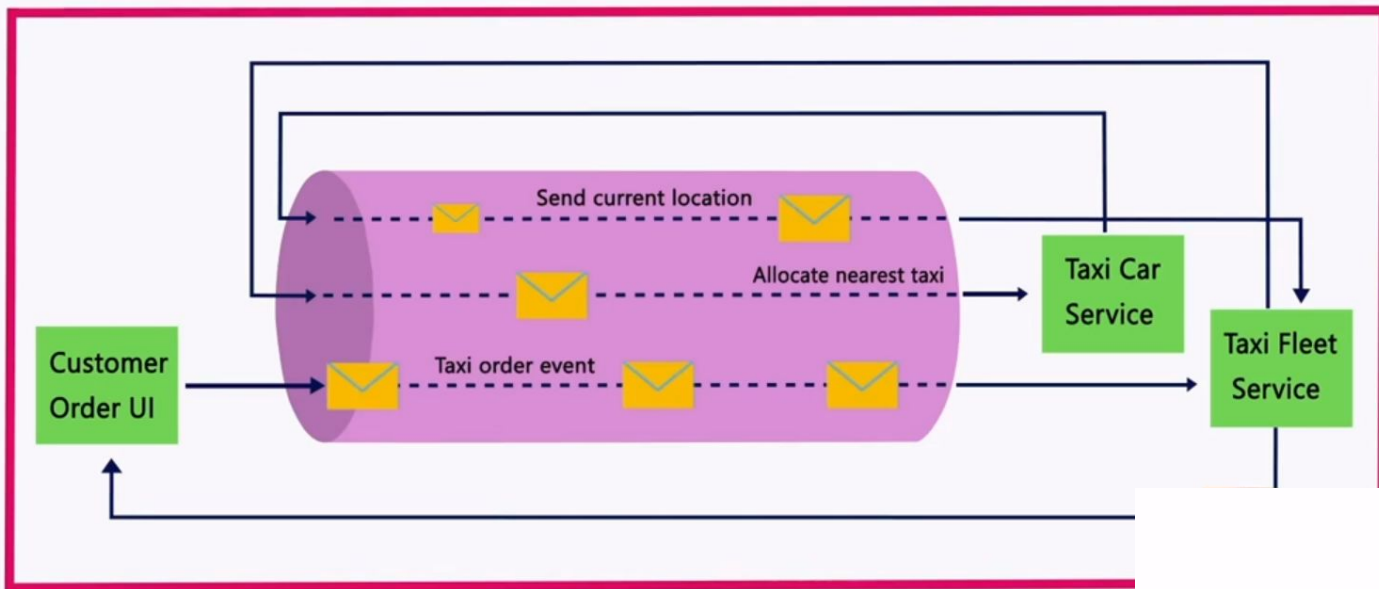 Send current location
Allocate nearest taxi
Taxi order event
Customer
Order UI
Taxi Car
Service
Taxi Fleet
Service